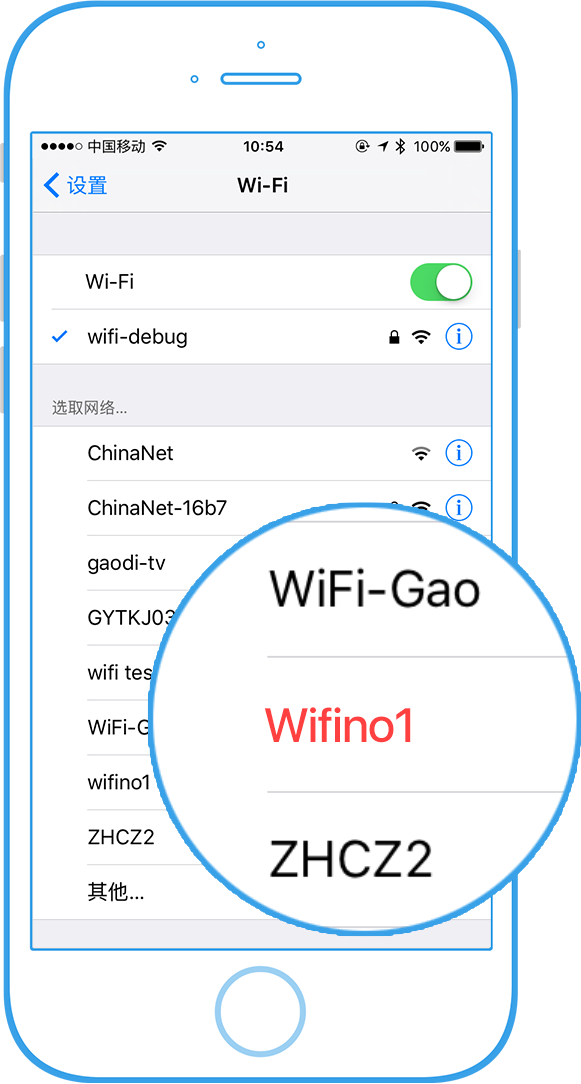 中国移动 10:54 100%
设置 Wi-Fi
Wi-Fi
wifi-debug
选取网络...
ChinaNet
ChinaNet-16b7
gaodi-tv
GYTKJ03
wifi tes
WiFi-G
wifino1
ZHCZ2
其他...
WiFi-Gao
Wifino1
ZHCZ2